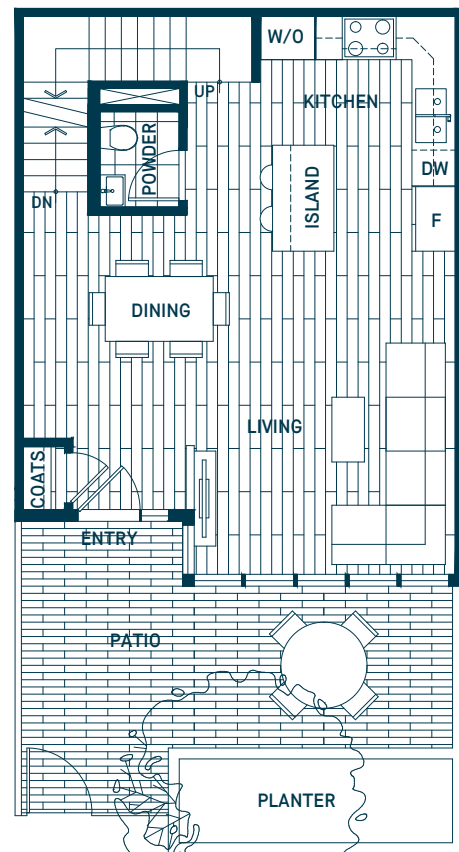 W/O
UP
KITCHEN
POWDER
DW
ISLAND
DN
F
DINING
LIVING
COATS
ENTRY
PATIO
PLANTER